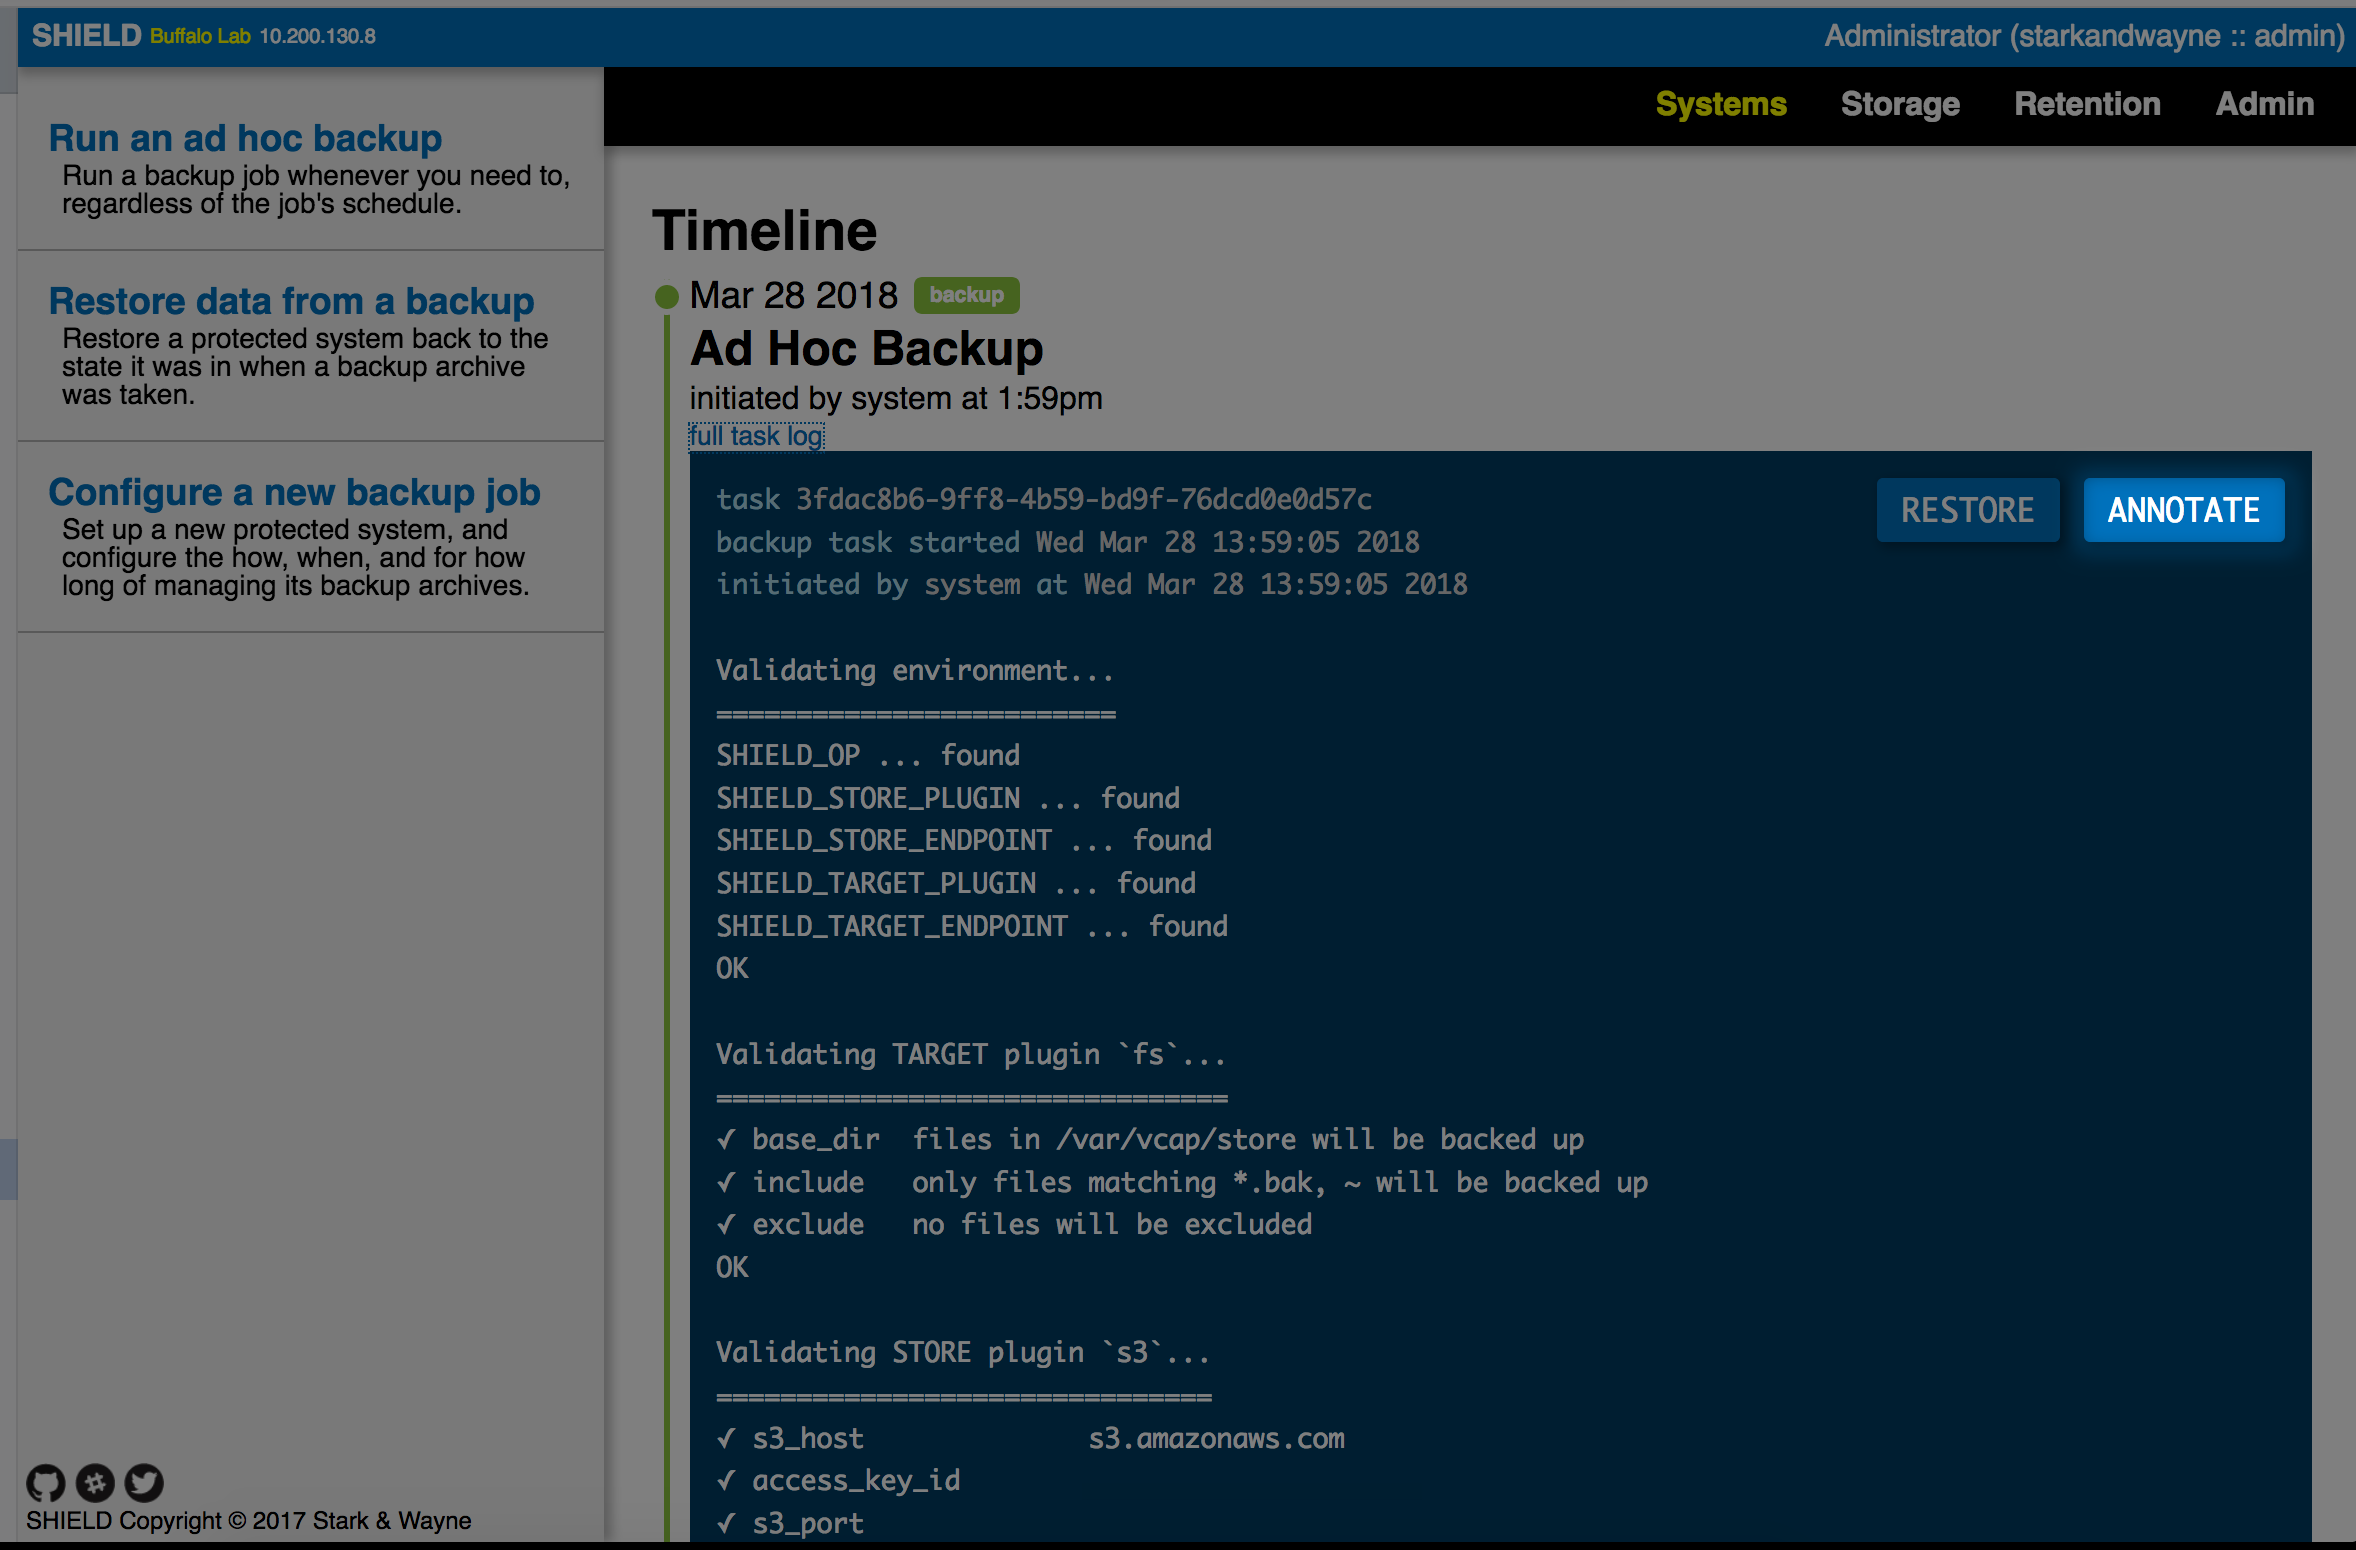 SHIELD Buffalo Lab 10.200.130.8
Administrator (starkandwayne :: admin)
Systems Storage Retention Admin
Run an ad hoc backup
Run a backup job whenever you need to,
regardless of the job's schedule.
Restore data from a backup
Restore a protected system back to the
state it was in when a backup archive
was taken.
Configure a new backup job
Set up a new protected system, and
configure the how, when, and for how
long of managing its backup archives.
SHIELD Copyright © 2017 Stark & Wayne
Timeline
Mar 28 2018 backup
Ad Hoc Backup
initiated by system at 1:59pm
full task log
RESTORE ANNOTATE
task 3fdac8b6-9ff8-4b59-bd9f-76dcd0e0d57c
backup task started Wed Mar 28 13:59:05 2018
initiated by system at Wed Mar 28 13:59:05 2018
Validating environment...
=========================
SHIELD_OP ... found
SHIELD_STORE_PLUGIN ... found
SHIELD_STORE_ENDPOINT ... found
SHIELD_TARGET_PLUGIN ... found
SHIELD_TARGET_ENDPOINT ... found
OK
Validating TARGET plugin `fs`...
================================
✓ base_dir files in /var/vcap/store will be backed up
✓ include only files matching *.bak, ~ will be backed up
✓ exclude no files will be excluded
OK
Validating STORE plugin `s3`...
===============================
✓ s3_host s3.amazonaws.com
✓ access_key_id
✓ s3_port